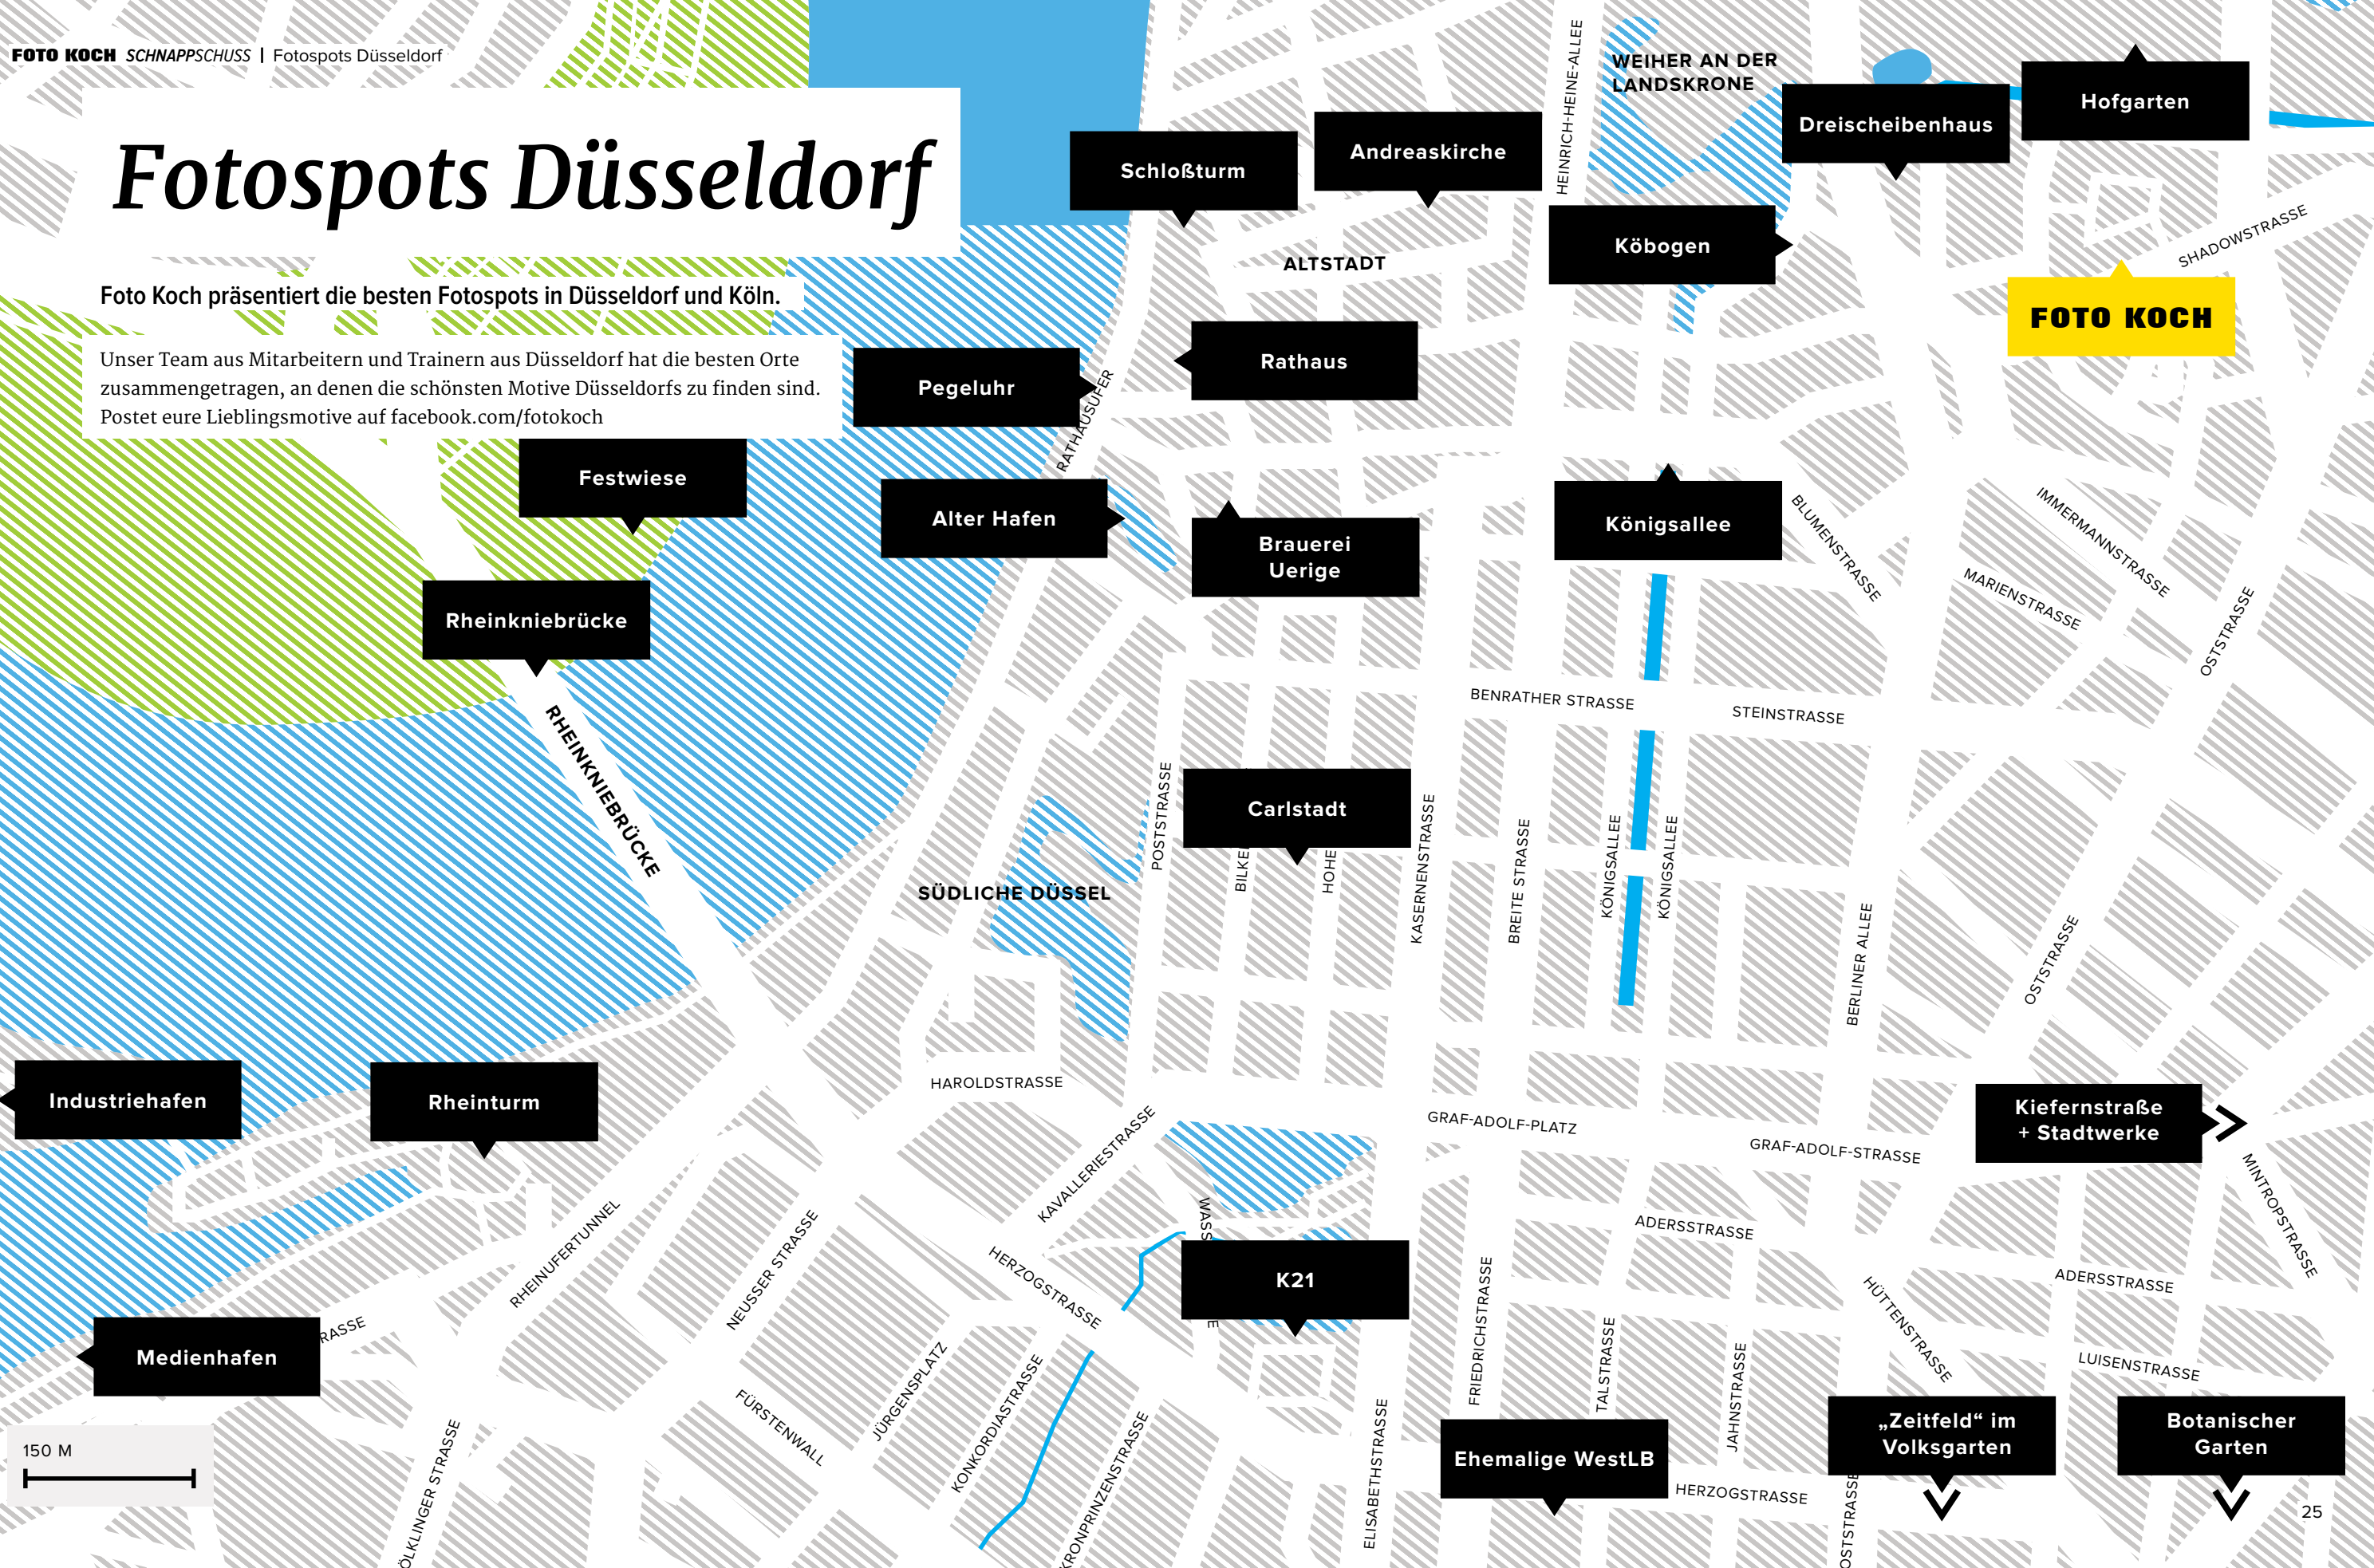 FOTO KOCH SCHNAPPSCHUSS | Fotospots Düsseldorf
Fotospots Düsseldorf
Foto Koch präsentiert die besten Fotospots in Düsseldorf und Köln.
Unser Team aus Mitarbeitern und Trainern aus Düsseldorf hat die besten Orte
zusammengetragen, an denen die schönsten Motive Düsseldorfs zu finden sind.
Postet eure Lieblingsmotive auf facebook.com/fotokoch
HEINRICH-HEINE-ALLEE
WEIHER AN DER
LANDSKRONE
Hofgarten
Dreischeibenhaus
Andreaskirche
Schloßturm
Köbogen
SHADOWSTRASSE
ALTSTADT
FOTO KOCH
Rathaus
Pegeluhr
RATHAUSUFER
Festwiese
Alter Hafen
Brauerei
Uerige
Königsallee
BLUMENSTRASSE
IMMERMANNSTRASSE
MARIENSTRASSE
OSTSTRASSE
Rheinkniebrücke
RHEINKNIEBRÜCKE
BENRATHER STRASSE
STEINSTRASSE
POSTSTRASSE
Carlstadt
BILKE
HOHE
KASERNENSTRASSE
BREITE STRASSE
KÖNIGSALLEE
KÖNIGSALLEE
BERLINER ALLEE
OSTSTRASSE
SÜDLICHE DÜSSEL
Industriehafen
Rheinturm
HAROLDSTRASSE
GRAF-ADOLF-PLATZ
GRAF-ADOLF-STRASSE
Kiefernstraße
+ Stadtwerke
MINTROPSTRASSE
KAVALLERIESTRASSE
WASS
E
RHEINUFERTUNNEL
NEUSSER STRASSE
HERZOGSTRASSE
K21
ADERSSTRASSE
ADERSSTRASSE
HÜTTENSTRASSE
LUISENSTRASSE
FRIEDRICHSTRASSE
TALSTRASSE
JAHNSTRASSE
Medienhafen
RASSE
FÜRSTENWALL
JÜRGENSPLATZ
KONKORDIASTRASSE
KRONPRINZENSTRASSE
ELISABETHSTRASSE
Ehemalige WestLB
HERZOGSTRASSE
„Zeitfeld“ im
Volksgarten
OSTSTRASSE
Botanischer
Garten
150 M
ÖLKLINGER STRASSE
25